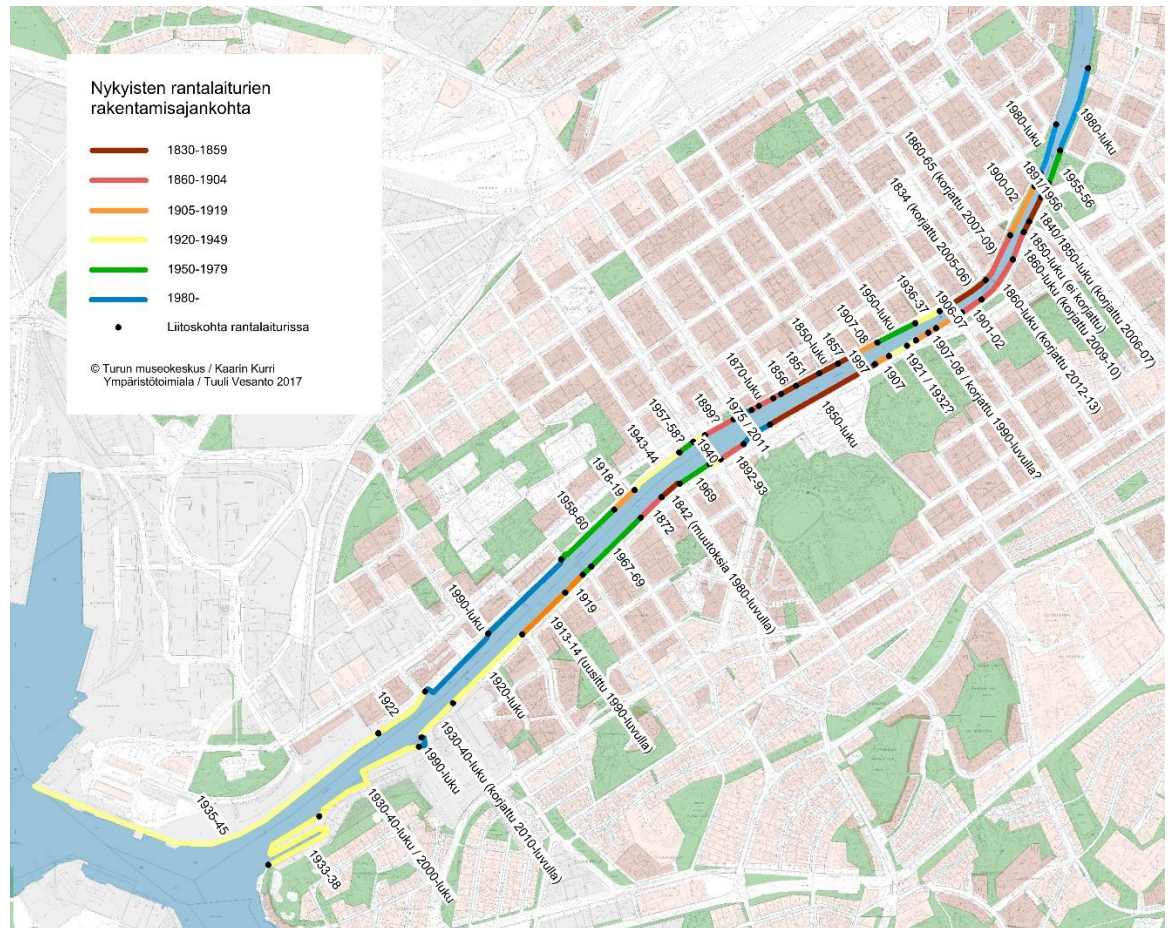 Nykyisten rantalaiturien
rakentamisajankohta
1830-1859
1860-1904
1905-1919
1920-1949
1950-1979
1980-
Liitoskohta rantalaiturissa
© Turun museokeskus / Kaarin Kurri
Ympäristötoimiala / Tuuli Vesanto 2017
1980-luku
1980-luku
1955-56
1891/1956
1900-02
1860-65 (korjattu 2007-09)
1834 (korjattu 2005-06)
1840/1850-luku (korjattu 2006-07)
1850-luku (ei korjattu)
1860-luku (korjattu 2009-10)
1860-luku (korjattu 2012-13)
1901-02
1906-07
1936-37
1950-luku
1907-08
1907-08 / korjattu 1990-luvulla?
1921 / 1932?
1907
1997
1857
1850-luku
1851
1856
1870-luku
1850-luku
1975 / 2011
1899?
1892-93
1940
1957-58?
1969
1943-44
1842 (muutoksia 1980-luvulla)
1918-19
1872
1958-60
1967-69
1919
1913-14 (uusittu 1990-luvulla)
1990-luku
1920-luku
1922
1930-40-luku (korjattu 2010-luvulla)
1990-luku
1930-40-luku / 2000-luku
1935-45
1933-38